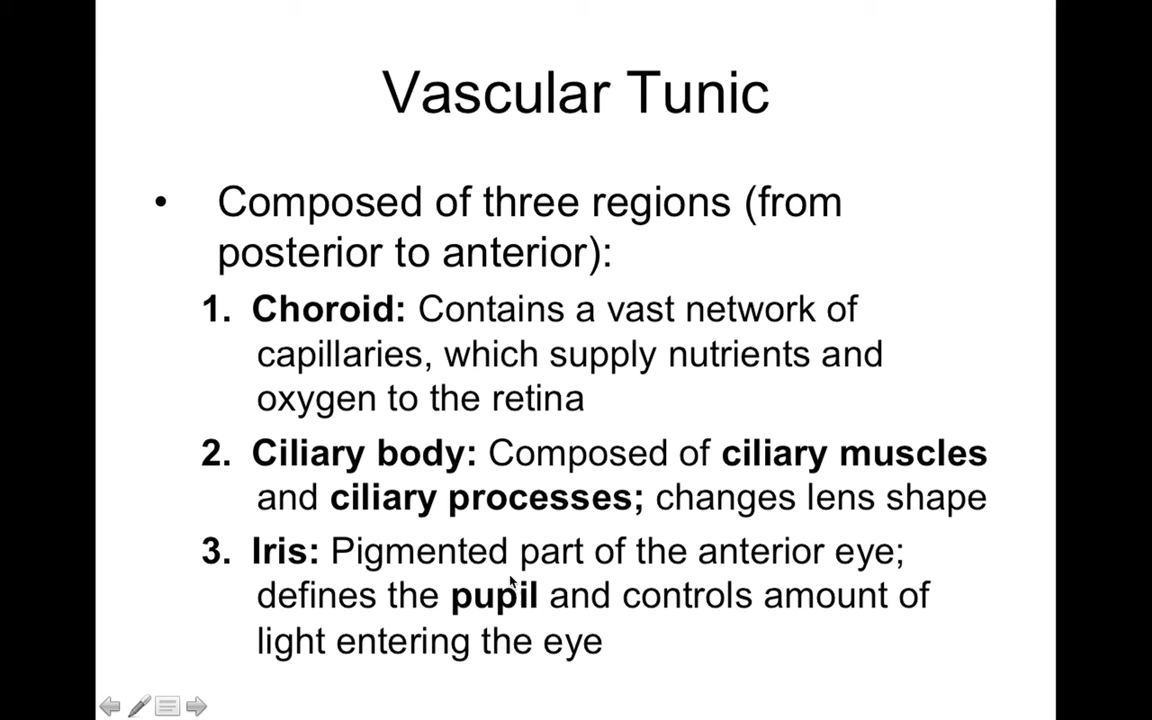 Vascular Tunic
• Composed of three regions (from
posterior to anterior):
1. Choroid: Contains a vast network of
capillaries, which supply nutrients and
oxygen to the retina
2. Ciliary body: Composed of ciliary muscles
and ciliary processes; changes lens shape
3. Iris: Pigmented part of the anterior eye;
defines the pupil and controls amount of
light entering the eye